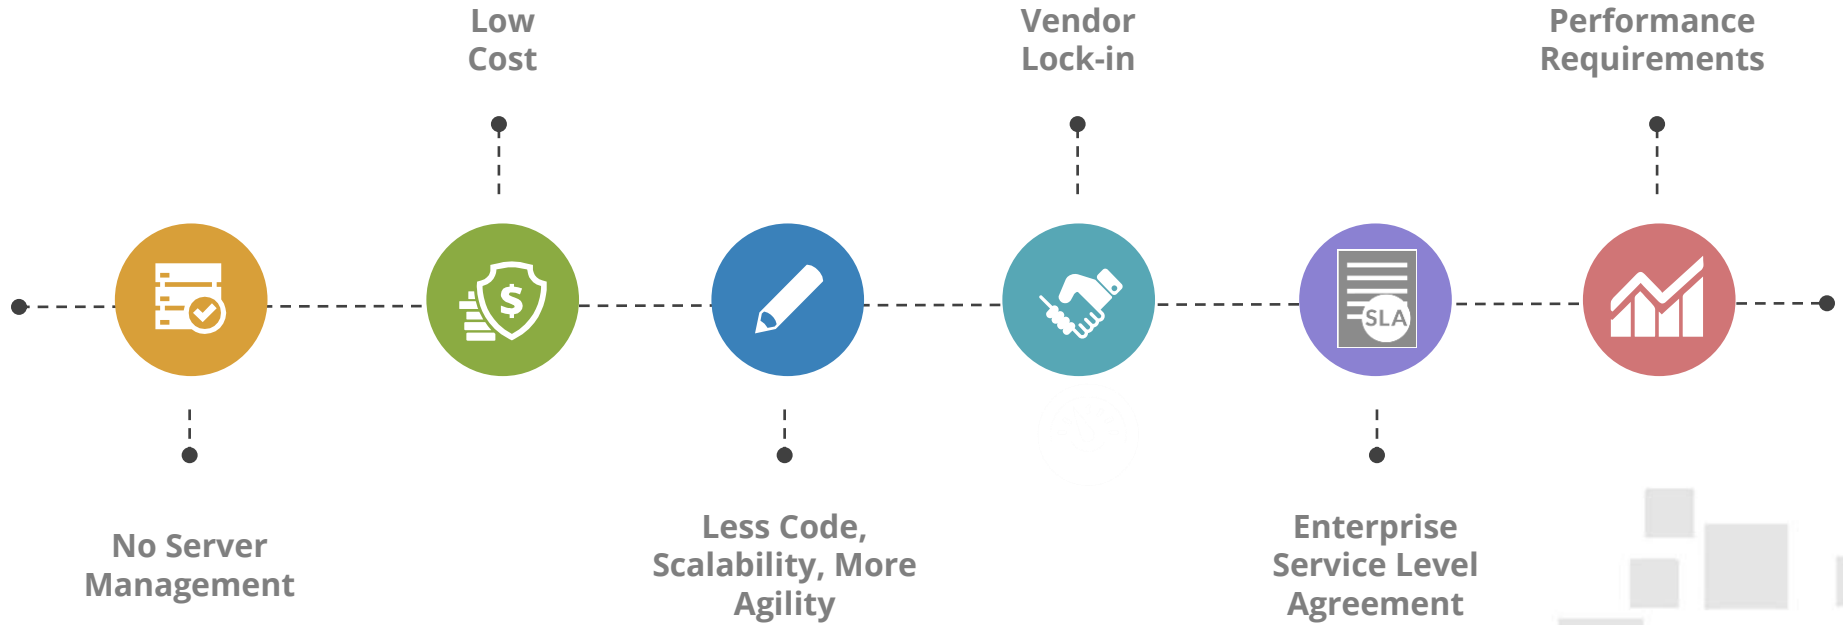 Low
Cost
Vendor
Lock-in
Performance
Requirements
$
SLA
No Server
Management
Less Code,
Scalability, More
Agility
Enterprise
Service Level
Agreement